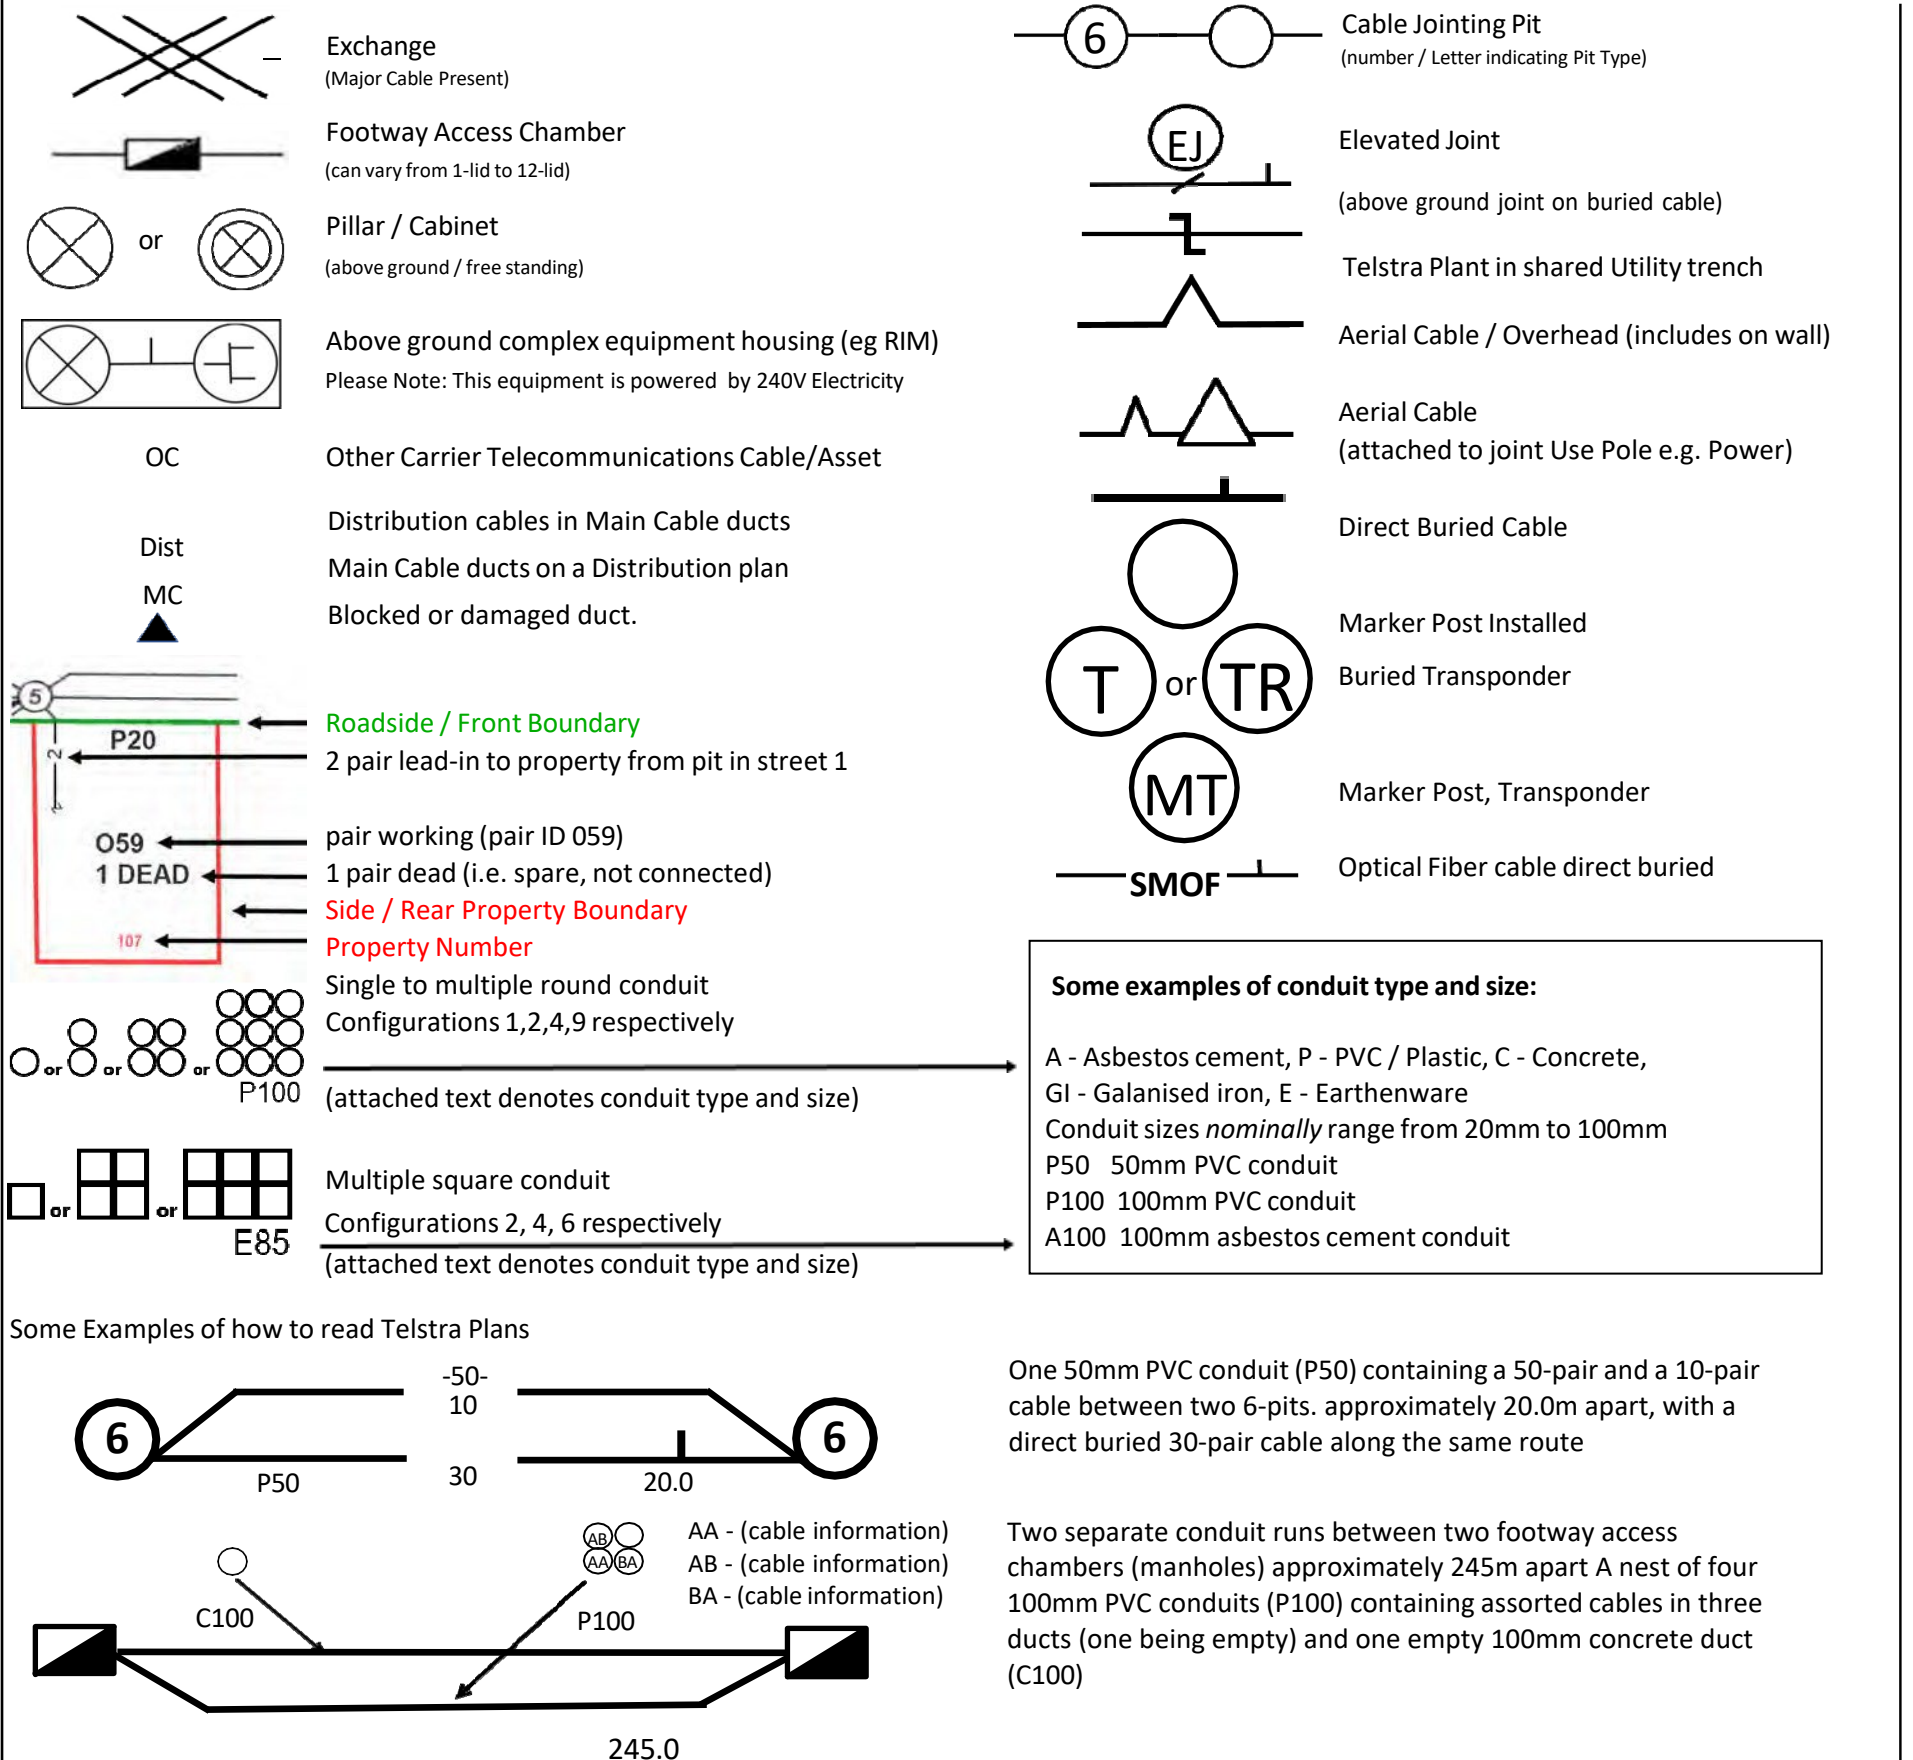 Exchange
(Major Cable Present)
Footway Access Chamber
(can vary from 1-lid to 12-lid)
or
Pillar / Cabinet
(above ground / free standing)
Above ground complex equipment housing (eg RIM)
Please Note: This equipment is powered by 240V Electricity
OC
Other Carrier Telecommunications Cable/Asset
Dist
Distribution cables in Main Cable ducts
MC
Main Cable ducts on a Distribution plan
Blocked or damaged duct.
5
P20
2
O59
1 DEAD
107
Roadside / Front Boundary
2 pair lead-in to property from pit in street 1
pair working (pair ID 059)
1 pair dead (i.e. spare, not connected)
Side / Rear Property Boundary
Property Number
Single to multiple round conduit
Configurations 1,2,4,9 respectively
or or or
P100
(attached text denotes conduit type and size)
Multiple square conduit
Configurations 2, 4, 6 respectively
or or
E85
(attached text denotes conduit type and size)
6
Cable Jointing Pit
(number / Letter indicating Pit Type)
EJ
Elevated Joint
(above ground joint on buried cable)
Telstra Plant in shared Utility trench
Aerial Cable / Overhead (includes on wall)
Aerial Cable
(attached to joint Use Pole e.g. Power)
Direct Buried Cable
Marker Post Installed
T or TR
Buried Transponder
MT
Marker Post, Transponder
SMOF
Optical Fiber cable direct buried
Some examples of conduit type and size:
A - Asbestos cement, P - PVC / Plastic, C - Concrete,
GI - Galanised iron, E - Earthenware
Conduit sizes nominally range from 20mm to 100mm
P50 50mm PVC conduit
P100 100mm PVC conduit
A100 100mm asbestos cement conduit
Some Examples of how to read Telstra Plans
-50-
10
6
6
P50
30
20.0
One 50mm PVC conduit (P50) containing a 50-pair and a 10-pair
cable between two 6-pits. approximately 20.0m apart, with a
direct buried 30-pair cable along the same route
AB
AA BA
AA - (cable information)
AB - (cable information)
BA - (cable information)
C100
P100
245.0
Two separate conduit runs between two footway access
chambers (manholes) approximately 245m apart A nest of four
100mm PVC conduits (P100) containing assorted cables in three
ducts (one being empty) and one empty 100mm concrete duct
(C100)